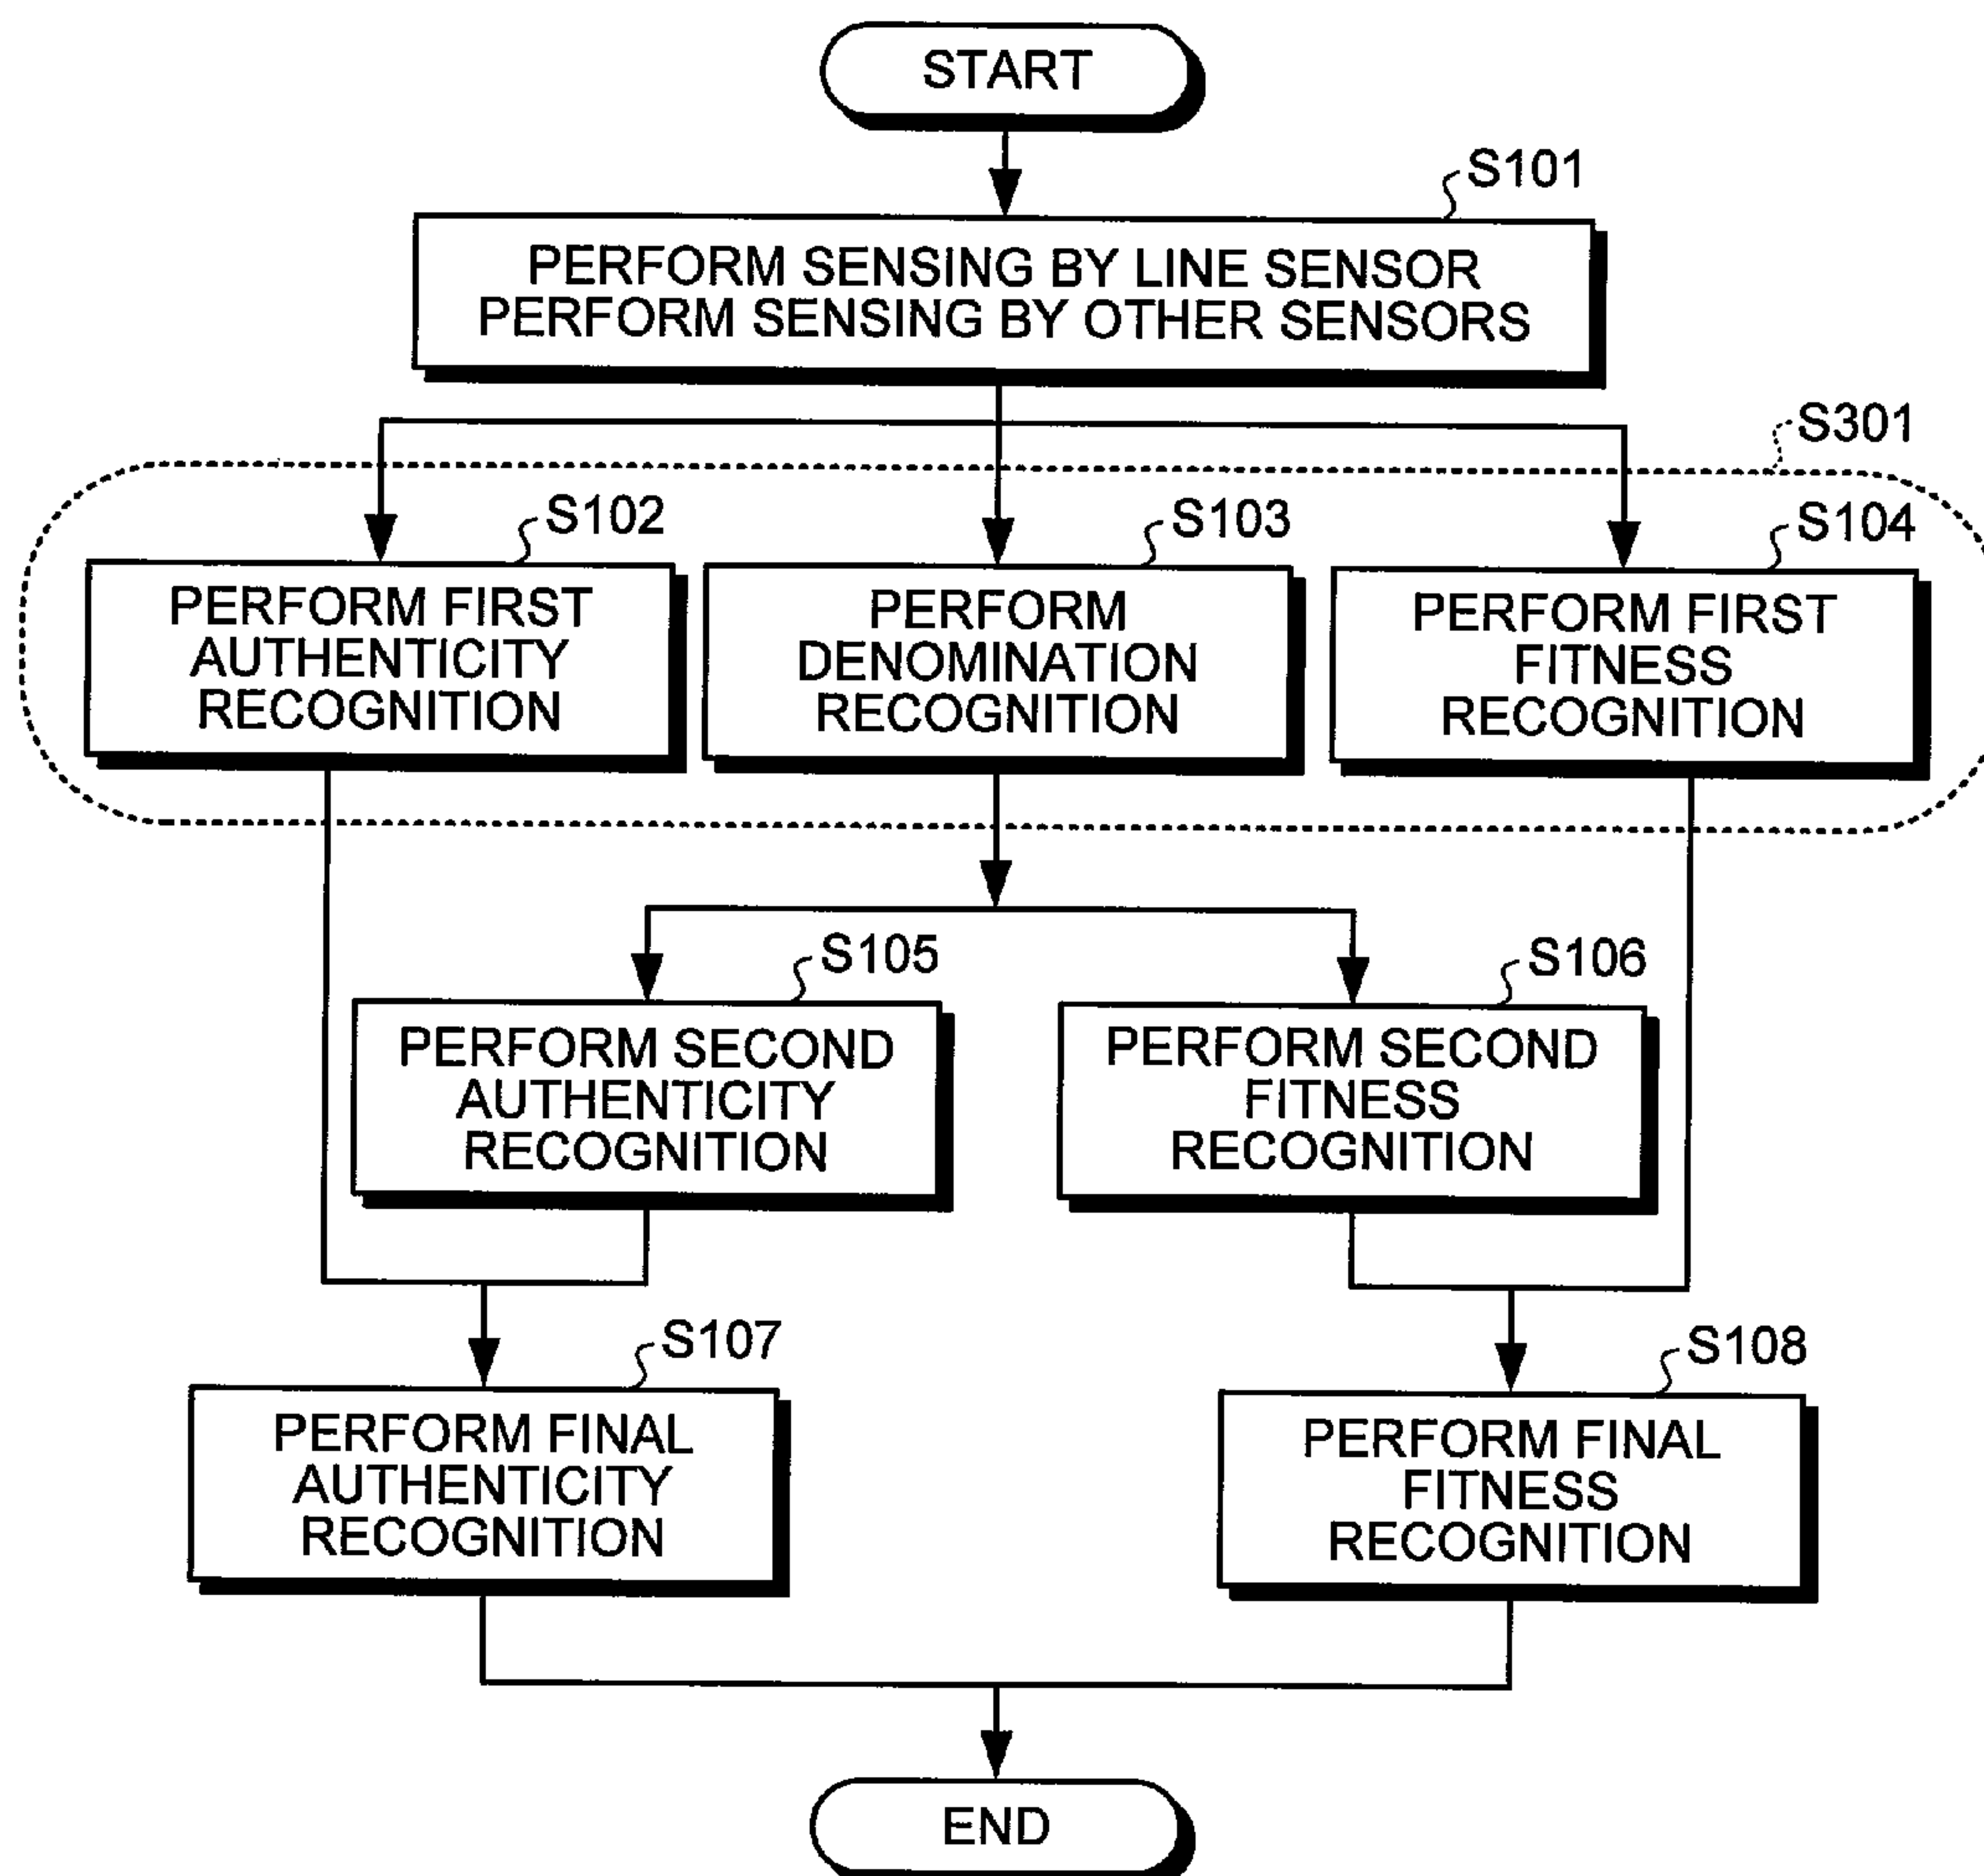 START
S101
PERFORM SENSING BY LINE SENSOR
PERFORM SENSING BY OTHER SENSORS
S301
S102
PERFORM FIRST
AUTHENTICITY
RECOGNITION
S103
PERFORM
DENOMINATION
RECOGNITION
S104
PERFORM FIRST
FITNESS
RECOGNITION
S105
PERFORM SECOND
AUTHENTICITY
RECOGNITION
S106
PERFORM SECOND
FITNESS
RECOGNITION
S107
PERFORM FINAL
AUTHENTICITY
RECOGNITION
S108
PERFORM FINAL
FITNESS
RECOGNITION
END